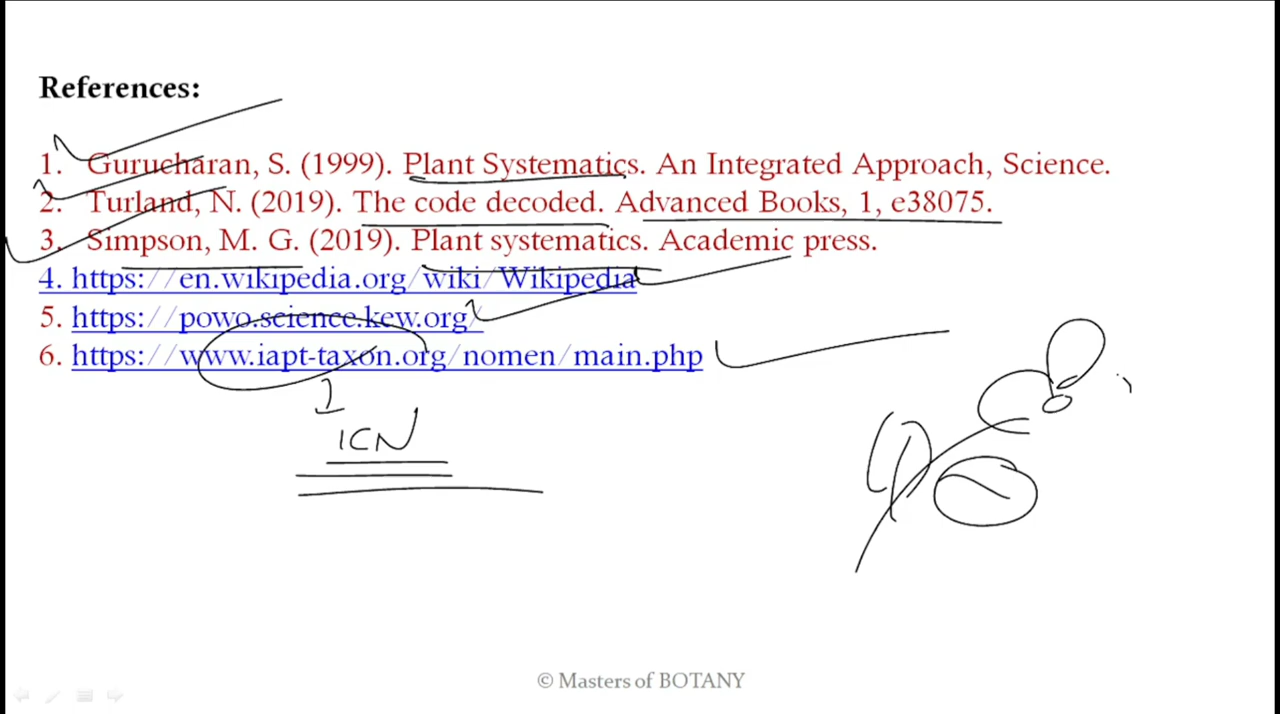 References:
1. Gurucharan, S. (1999). Plant Systematics. An Integrated Approach, Science.
2. Turland, N. (2019). The code decoded. Advanced Books, 1, e38075.
3. Simpson, M. G. (2019). Plant systematics. Academic press.
4. https://en.wikipedia.org/wiki/Wikipedia
5. https://powo.science.kew.org/
6. https://www.iapt-taxon.org/nomen/main.php
I
ICN
© Masters of BOTANY